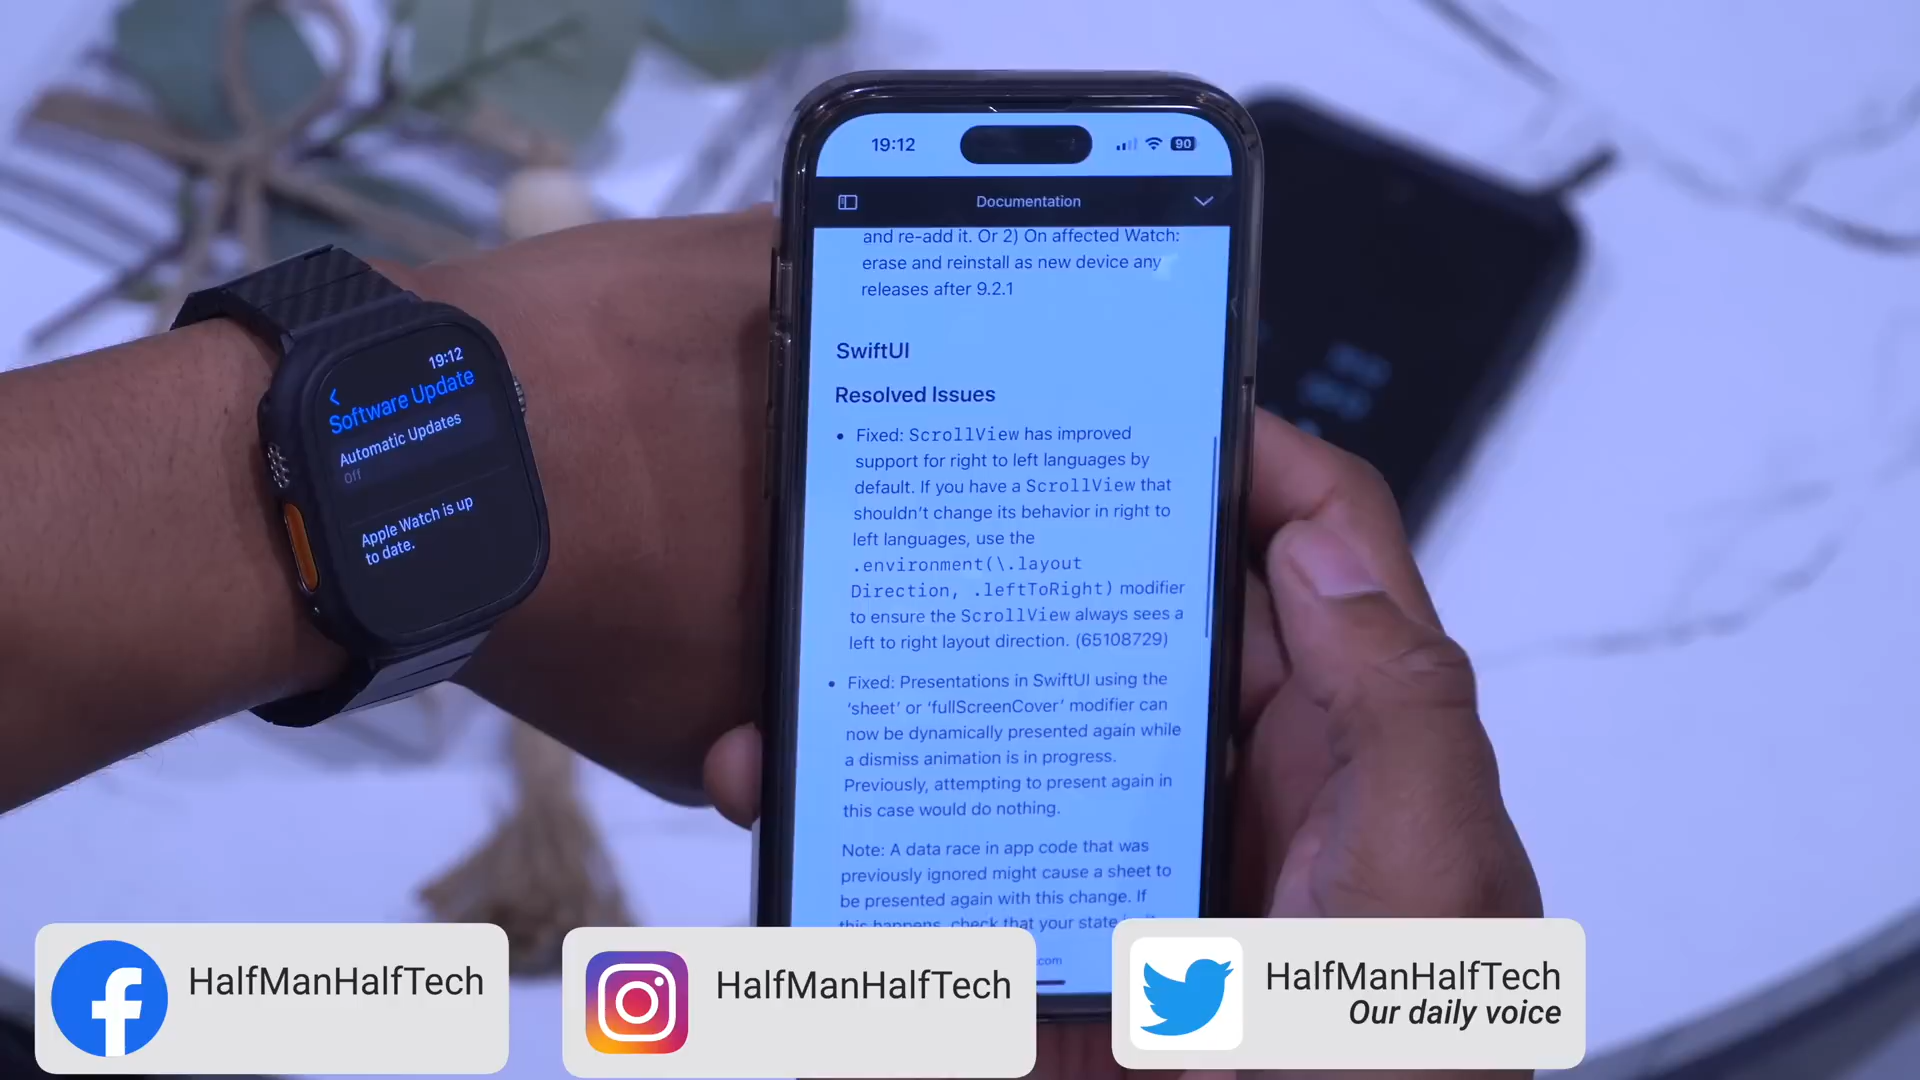 19:12
Software Update
Automatic Updates
Off
Apple Watch is up
to date.
19:12
90
Documentation
and re-add it. Or 2) On affected Watch:
erase and reinstall as new device any
releases after 9.2.1
SwiftUI
Resolved Issues
• Fixed: ScrollView has improved
support for right to left languages by
default. If you have a ScrollView that
shouldn’t change its behavior in right to
left languages, use the
.environment(\.layout
Direction, .leftToRight) modifier
to ensure the ScrollView always sees a
left to right layout direction. (65108729)
• Fixed: Presentations in SwiftUI using the
‘sheet’ or ‘fullScreenCover’ modifier can
now be dynamically presented again while
a dismiss animation is in progress.
Previously, attempting to present again in
this case would do nothing.
Note: A data race in app code that was
previously ignored might cause a sheet to
be presented again with this change. If
this happens, check that your state
.com
HalfManHalfTech
HalfManHalfTech
HalfManHalfTech
Our daily voice